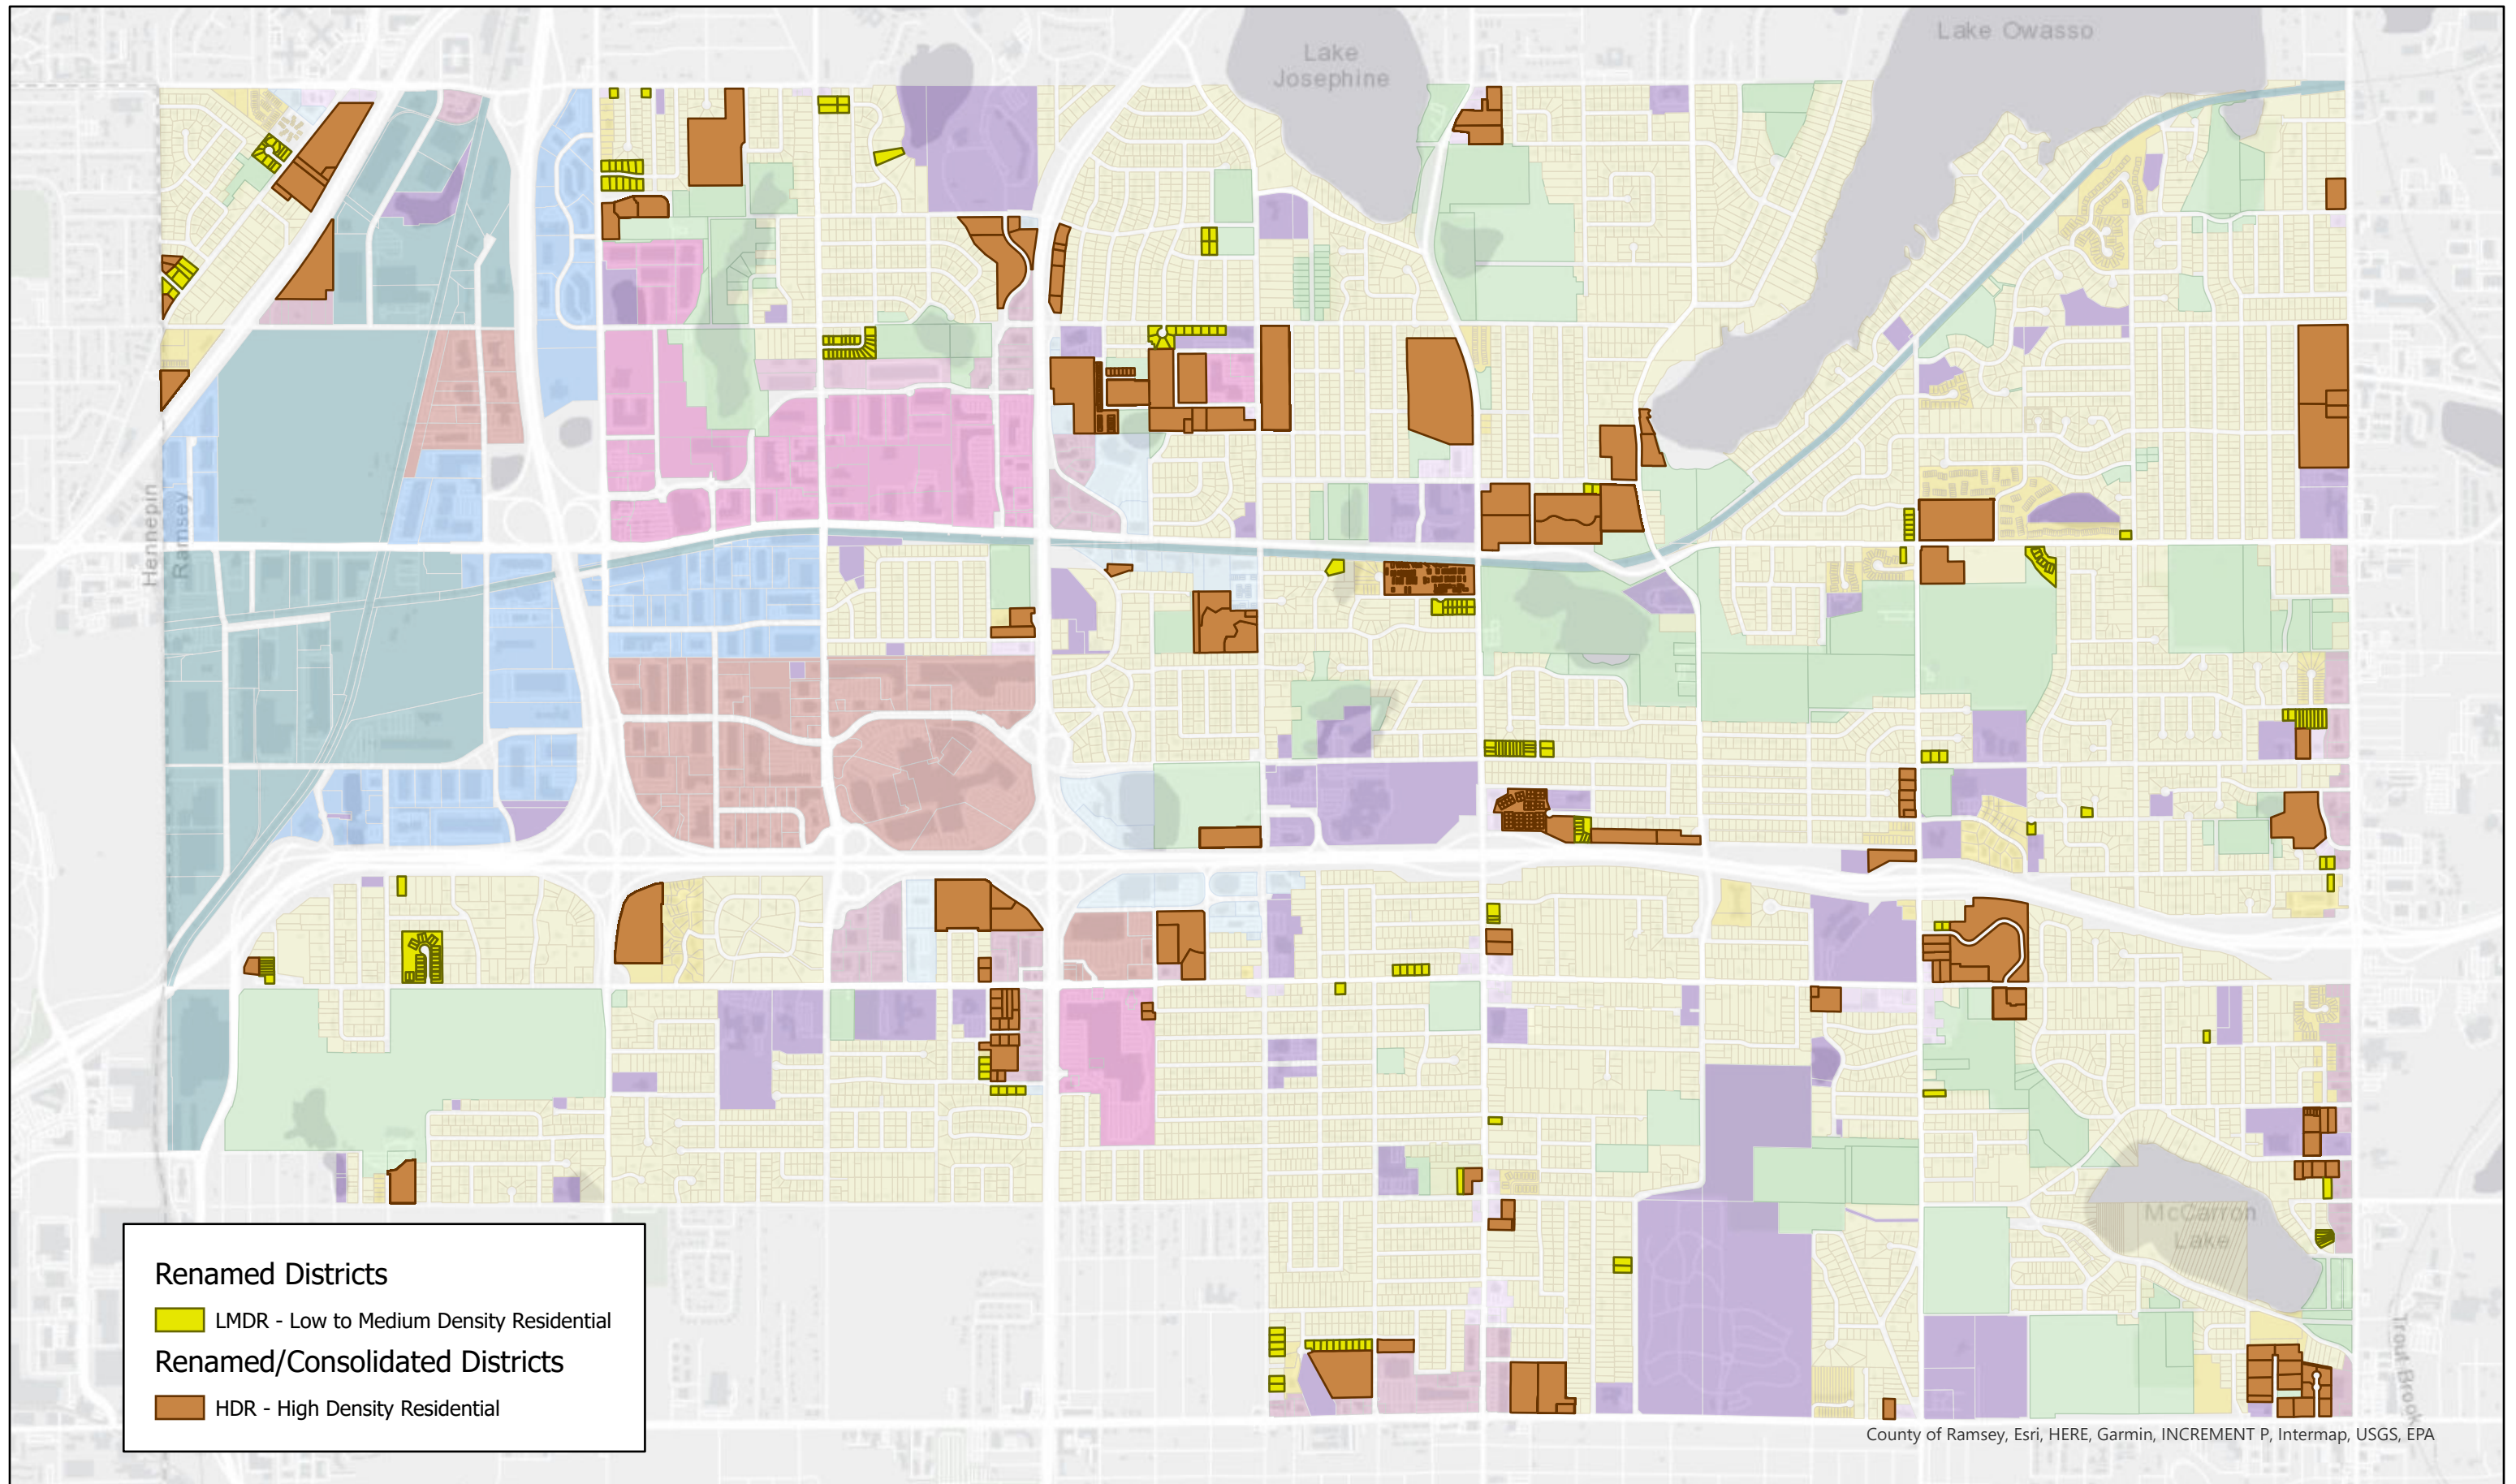 Lake Owasso
Lake
Josephine
Hennepin
Ramsey
McCarron
Lake
Trout Brook
Renamed Districts
LMDR - Low to Medium Density Residential
Renamed/Consolidated Districts
HDR - High Density Residential
County of Ramsey, Esri, HERE, Garmin, INCREMENT P, Intermap, USGS, EPA